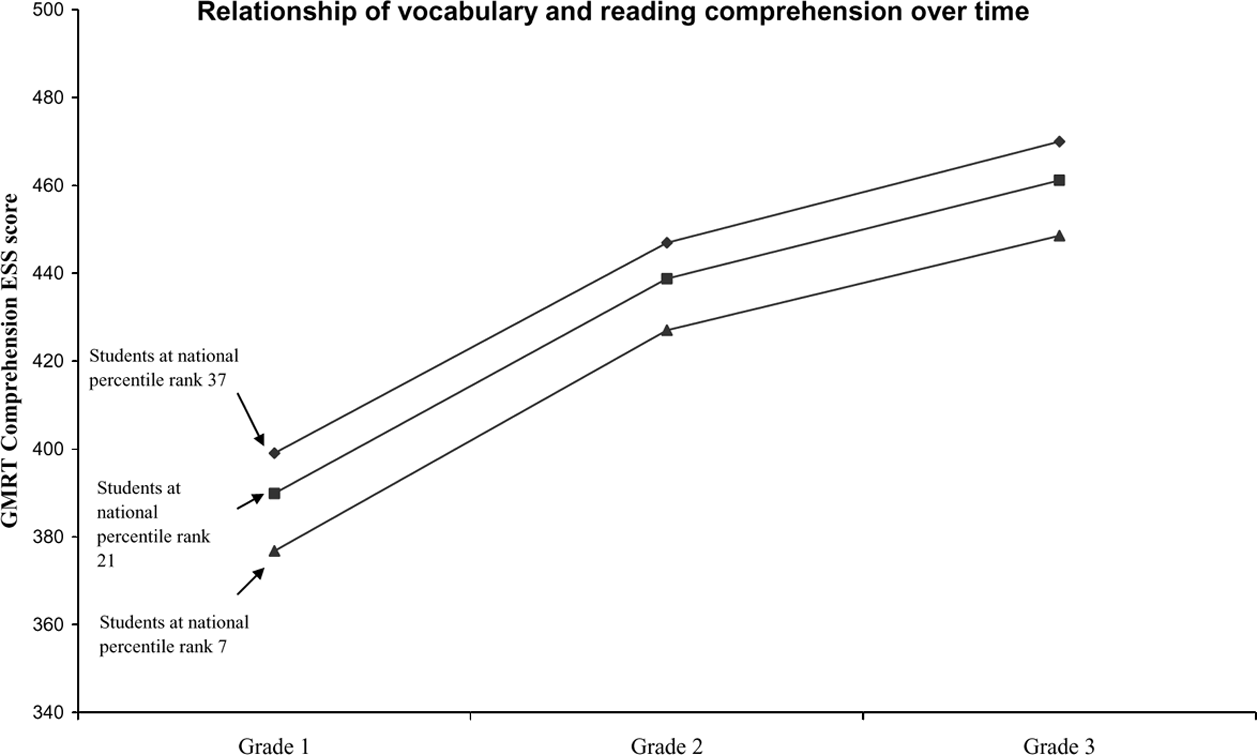 Relationship of vocabulary and reading comprehension over time
GMRT Comprehension ESS score
500
480
460
440
420
400
380
360
340
Students at national
percentile rank 37
Students at
national
percentile rank
21
Students at national
percentile rank 7
Grade 1
Grade 2
Grade 3